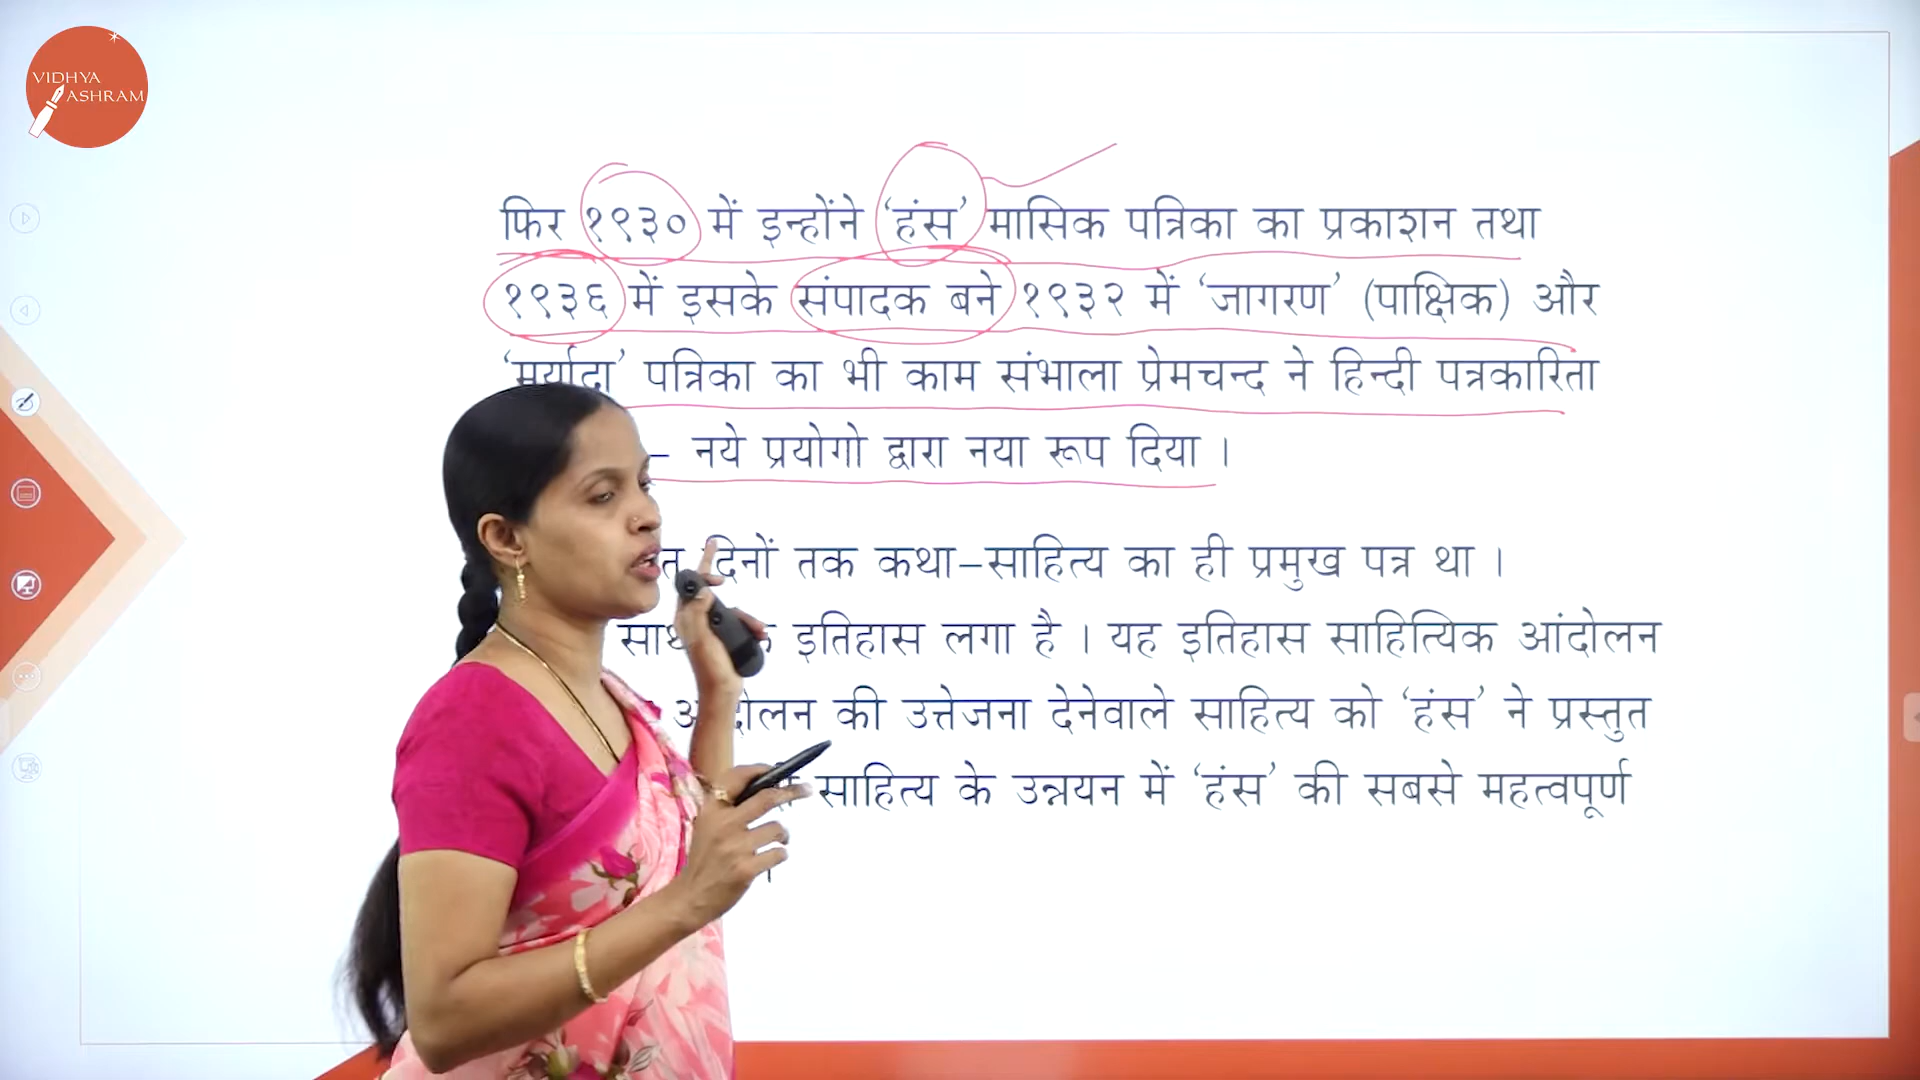 VIDHYA
ASHRAM
फिर १९३० में इन्होंने ‘हंस’ मासिक पत्रिका का प्रकाशन तथा
१९३६ में इसके संपादक बने १९३२ में ‘जागरण’ (पाक्षिक) और
‘मर्यादा’ पत्रिका का भी काम संभाला प्रेमचन्द ने हिन्दी पत्रकारिता
– नये प्रयोगो द्वारा नया रूप दिया ।
दिनों तक कथा–साहित्य का ही प्रमुख पत्र था ।
इतिहास लगा है । यह इतिहास साहित्यिक आंदोलन
की उत्तेजना देनेवाले साहित्य को ‘हंस’ ने प्रस्तुत
साहित्य के उन्नयन में ‘हंस’ की सबसे महत्वपूर्ण